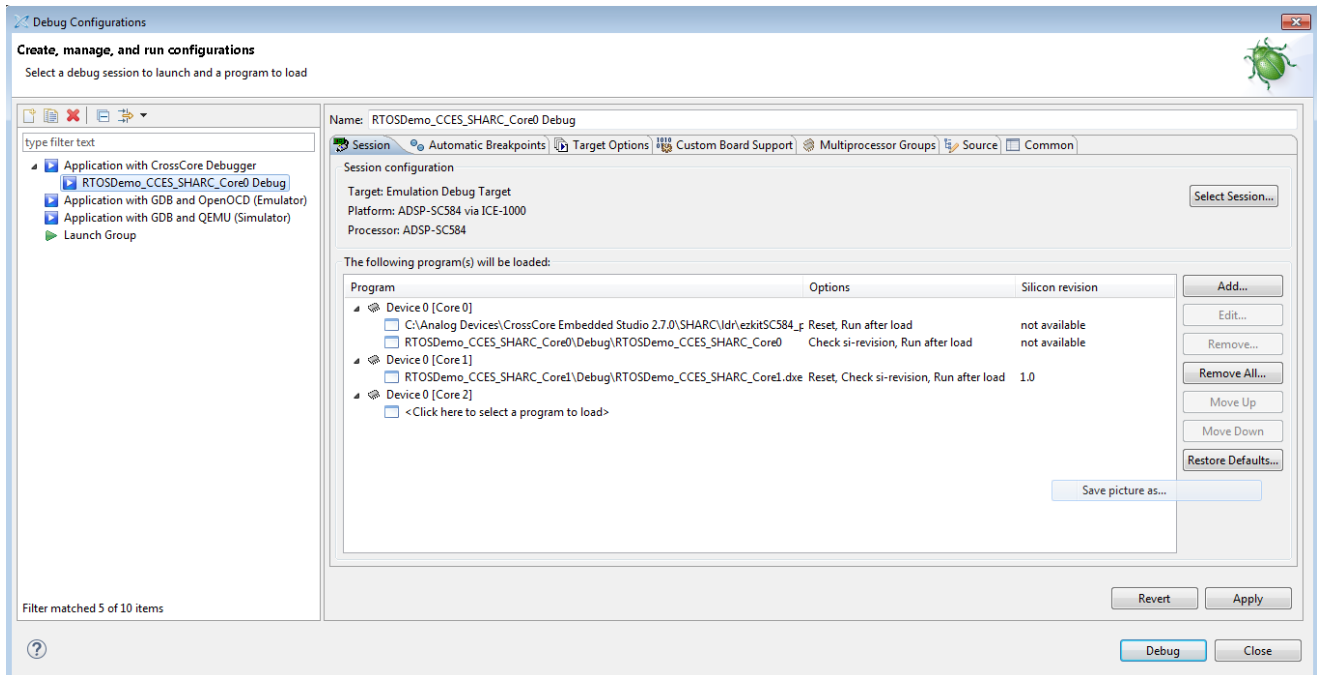 Debug Configurations
Create, manage, and run configurations
Select a debug session to launch and a program to load
type filter text
Application with CrossCore Debugger
RTOSDemo_CCES_SHARC_Core0 Debug
Application with GDB and OpenOCD (Emulator)
Application with GDB and QEMU (Simulator)
Launch Group
Filter matched 5 of 10 items
Name: RTOSDemo_CCES_SHARC_Core0 Debug
Session Automatic Breakpoints Target Options Custom Board Support Multiprocessor Groups Source Common
Session configuration
Target: Emulation Debug Target
Platform: ADSP-SC584 via ICE-1000
Processor: ADSP-SC584
Select Session...
The following program(s) will be loaded:
Program Options Silicon revision
Device 0 [Core 0]
C:\Analog Devices\CrossCore Embedded Studio 2.7.0\SHARC\ldr\ezkitSC584_p Reset, Run after load not available
RTOSDemo_CCES_SHARC_Core0\Debug\RTOSDemo_CCES_SHARC_Core0 Check si-revision, Run after load not available
Device 0 [Core 1]
RTOSDemo_CCES_SHARC_Core1\Debug\RTOSDemo_CCES_SHARC_Core1.dxe Reset, Check si-revision, Run after load 1.0
Device 0 [Core 2]
<Click here to select a program to load>
Add...
Edit...
Remove...
Remove All...
Move Up
Move Down
Restore Defaults...
Save picture as...
Revert Apply
Debug Close